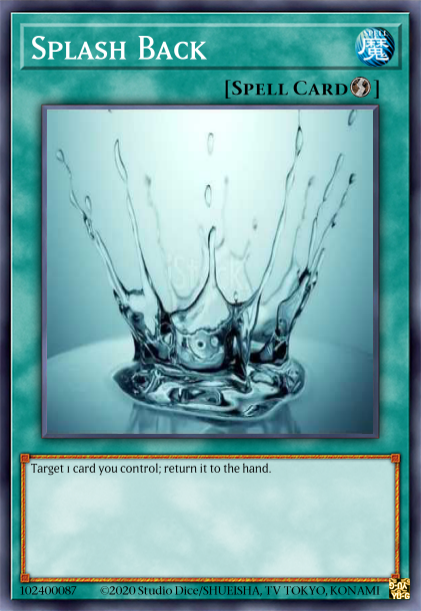 Splash Back
SPELL
魔
[Spell Card]
Target 1 card you control; return it to the hand.
102400087 ©2020 Studio Dice/SHUEISHA, TV TOKYO, KONAMI